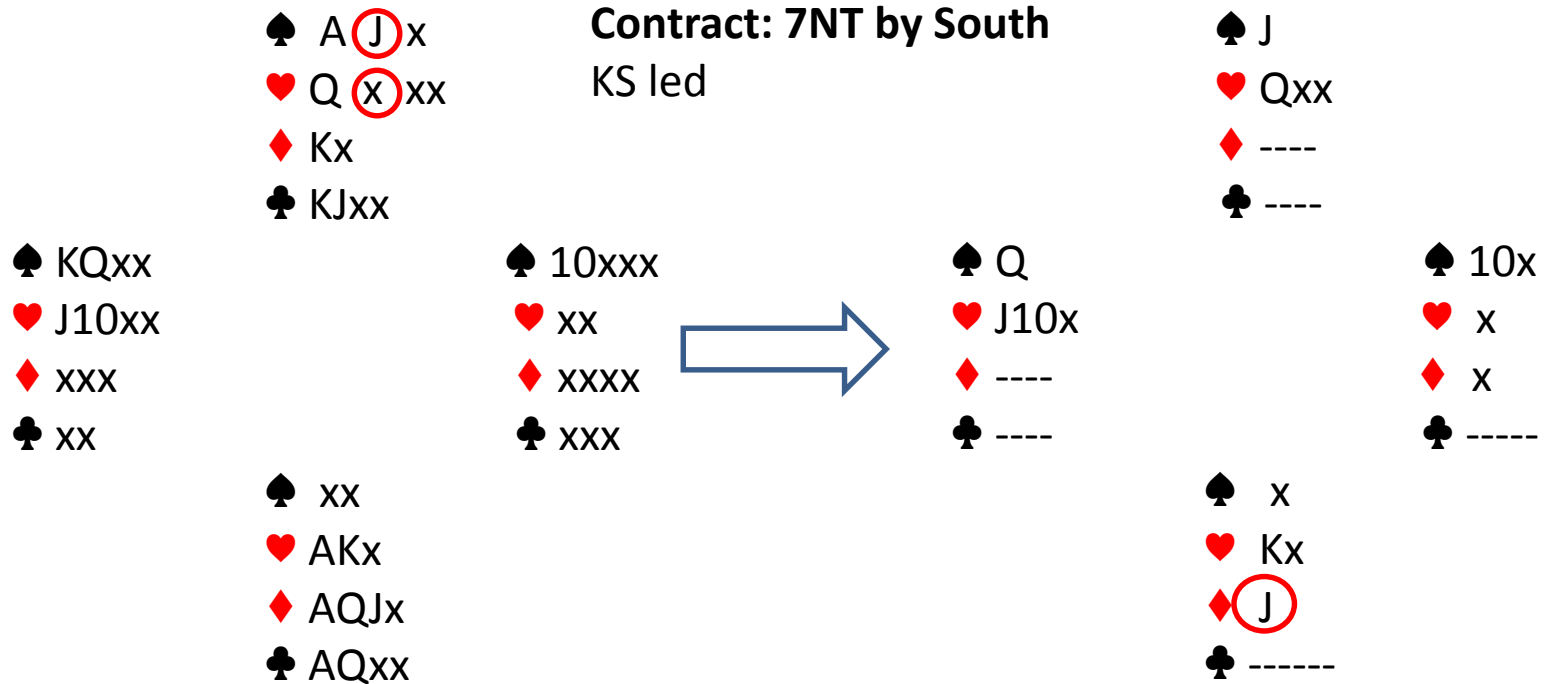 ♠ A J x
♥ Q x xx
♦ Kx
♣ KJxx
Contract: 7NT by South
KS led
♠ J
♥ Qxx
♦ ----
♣ ----
♠ KQxx
♥ J10xx
♦ xxx
♣ xx
♠ 10xxx
♥ xx
♦ xxxx
♣ xxx
♠ Q
♥ J10x
♦ ----
♣ ----
♠ 10x
♥ x
♦ x
♣ -----
♠ xx
♥ AKx
♦ AQJx
♣ AQxx
♠ x
♥ Kx
♦ J
♣ ------